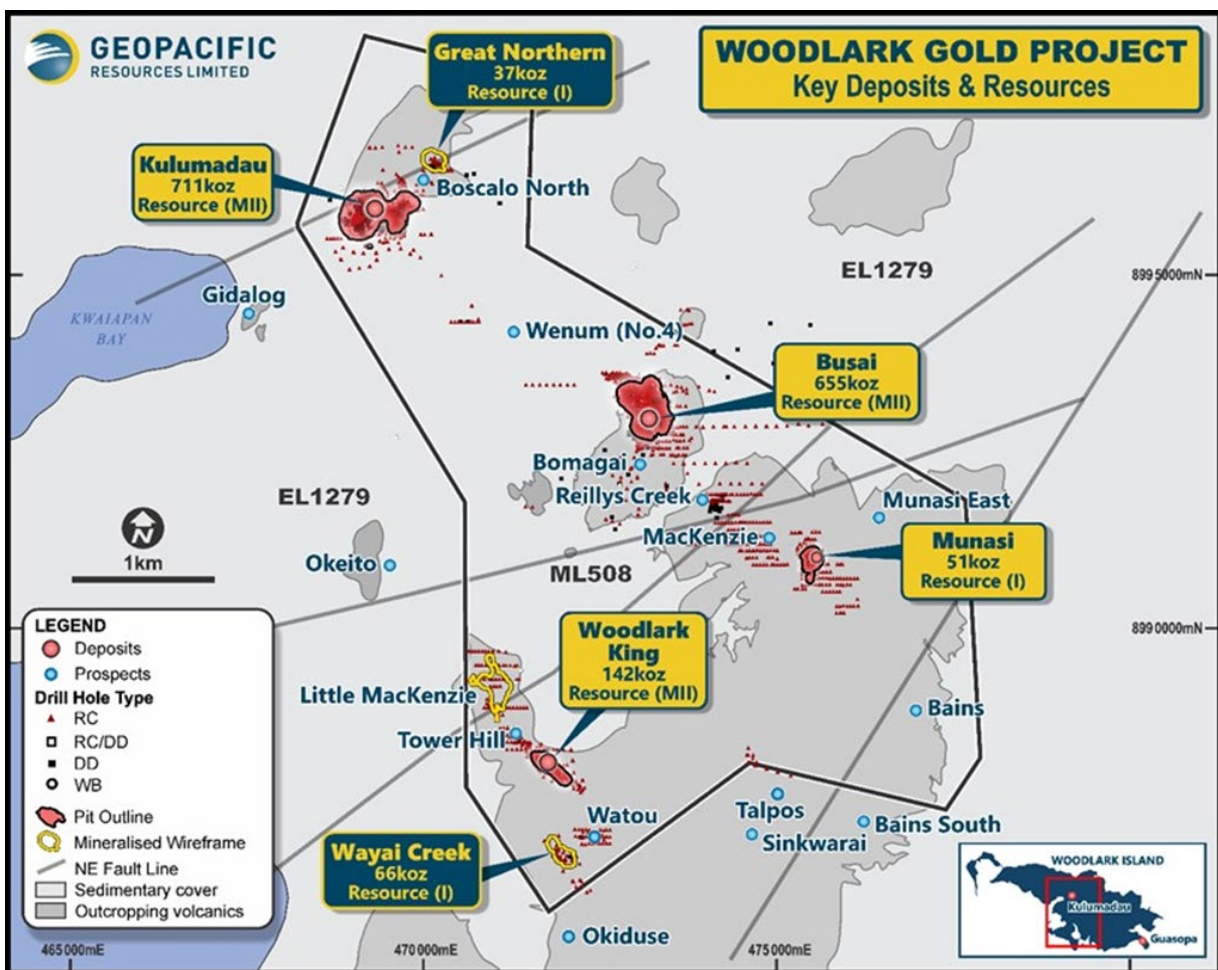 GEOPACIFIC
RESOURCES LIMITED
WOODLARK GOLD PROJECT
Key Deposits & Resources
Great Northern
37koz
Resource (I)
Kulumadau
711koz
Resource (MII)
Boscalo North
EL1279
8995000mN
Gidalog
KWAIAPAN
BAY
Wenum (No.4)
Busai
655koz
Resource (MII)
Bomagai
EL1279
Reillys Creek
Munasi East
N
1km
MacKenzie
Munasi
51koz
Resource (I)
Okeito
ML508
Woodlark
King
142koz
Resource (MII)
8990000mN
LEGEND
Deposits
Prospects
Drill Hole Type
RC
RC/DD
DD
WB
Pit Outline
Mineralised Wireframe
NE Fault Line
Sedimentary cover
Outcropping volcanics
Little MacKenzie
Bains
Tower Hill
Watou
Talpos
Sinkwarai
Bains South
Wayai Creek
66koz
Resource (I)
Okiduse
WOODLARK ISLAND
Kulumadau
Guasopa
465000mE
470000mE
475000mE